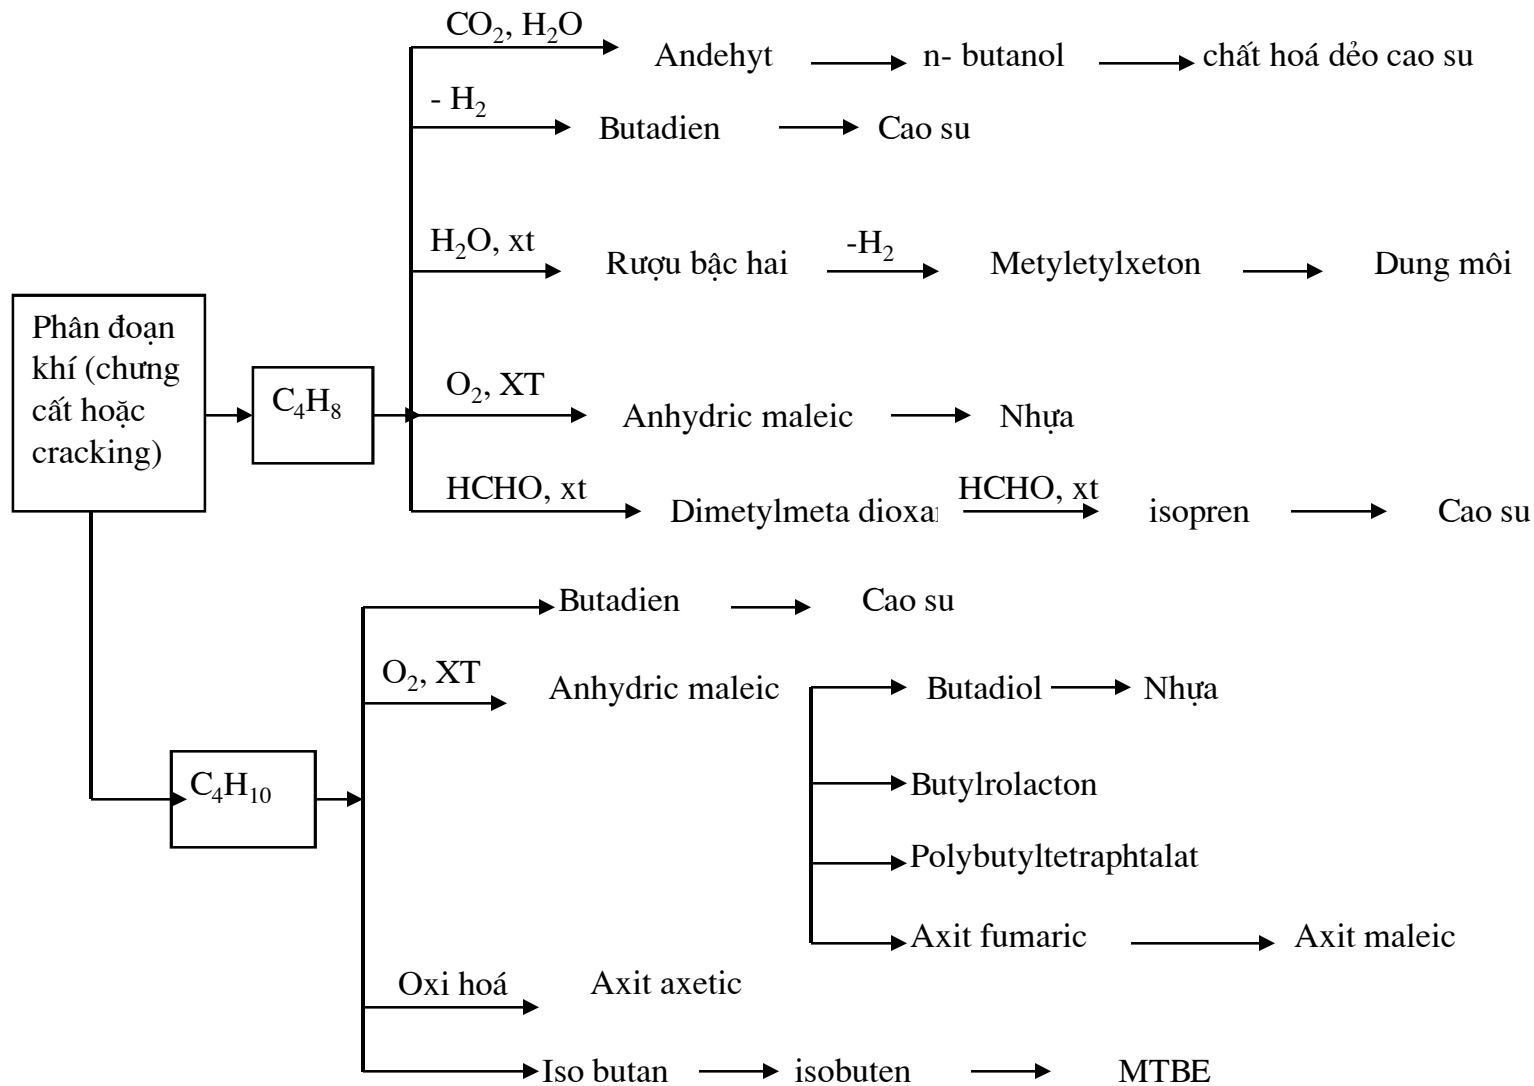 CO₂, H₂O
Andehyt n- butanol chất hoá dẻo cao su
- H₂
Butadien Cao su
H₂O, xt -H₂
Rượu bậc hai Metyletylxeton Dung môi
Phân đoạn
khí (chưng
cất hoặc
cracking)
C₄H₈
O₂, XT
Anhydric maleic Nhựa
HCHO, xt HCHO, xt
Dimetylmeta isopren Cao su
Butadien Cao su
O₂, XT
Anhydric maleic Butadiol Nhựa
C₄H₁₀
Butylrolacton
Polybutyltetraphtalat
Axit fumaric Axit maleic
Oxi hoá Axit axetic
Iso butan isobuten MTBE